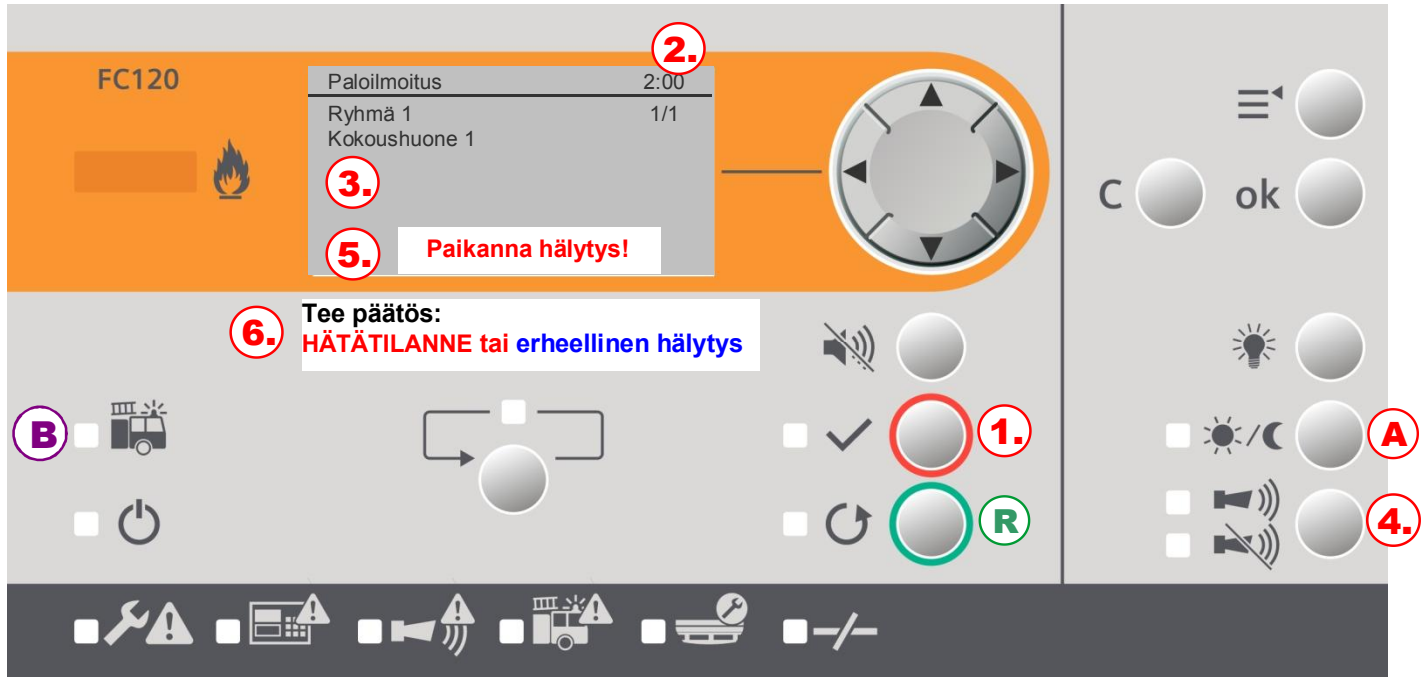 2.
FC120
Paloilmoitus 2:00
Ryhmä 1 1/1
Kokoushuone 1
3.
C ok
5. Paikanna hälytys!
6. Tee päätös:
HÄTÄTILANNE tai erheellinen hälytys
B 1. A
R 4.